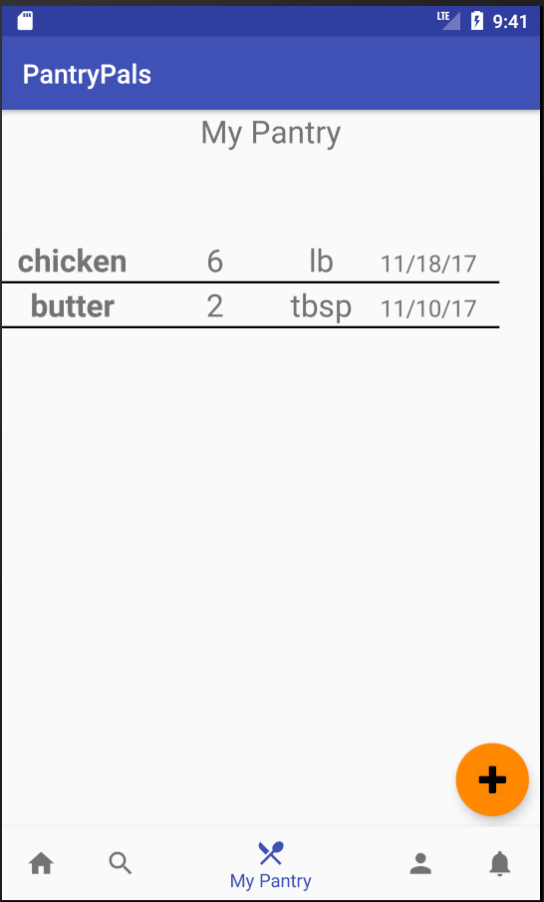 LTE 9:41
PantryPals
My Pantry
chicken 6 lb 11/18/17
butter 2 tbsp 11/10/17
My Pantry